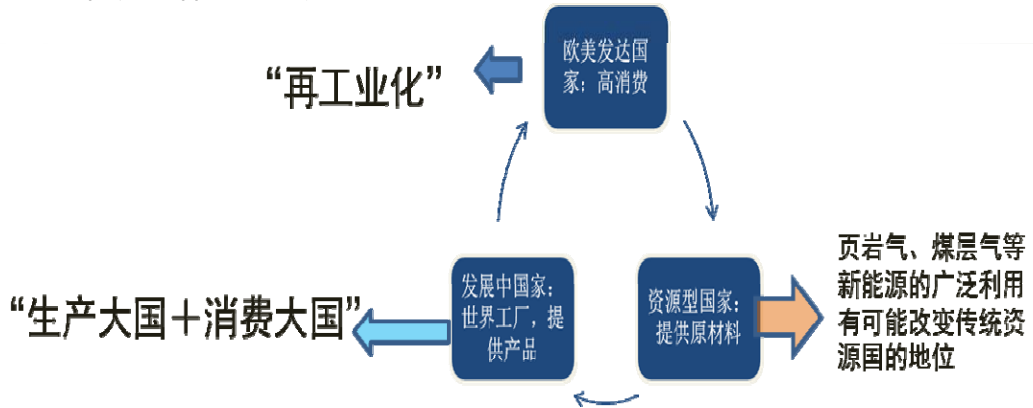 欧美发达国
家：高消费
“再工业化”
发展中国家：
世界工厂，提
供产品
“生产大国＋消费大国”
资源型国家：
提供原材料
页岩气、煤层气等
新能源的广泛利用
有可能改变传统资
源国的地位